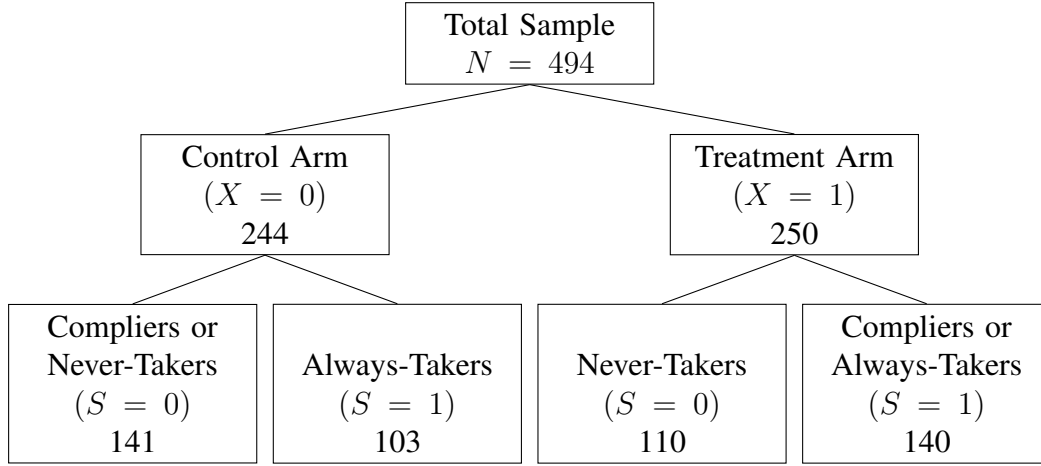 Total Sample
N = 494
Control Arm
(X = 0)
244
Treatment Arm
(X = 1)
250
Compliers or
Never-Takers
(S = 0)
141
Always-Takers
(S = 1)
103
Never-Takers
(S = 0)
110
Compliers or
Always-Takers
(S = 1)
140